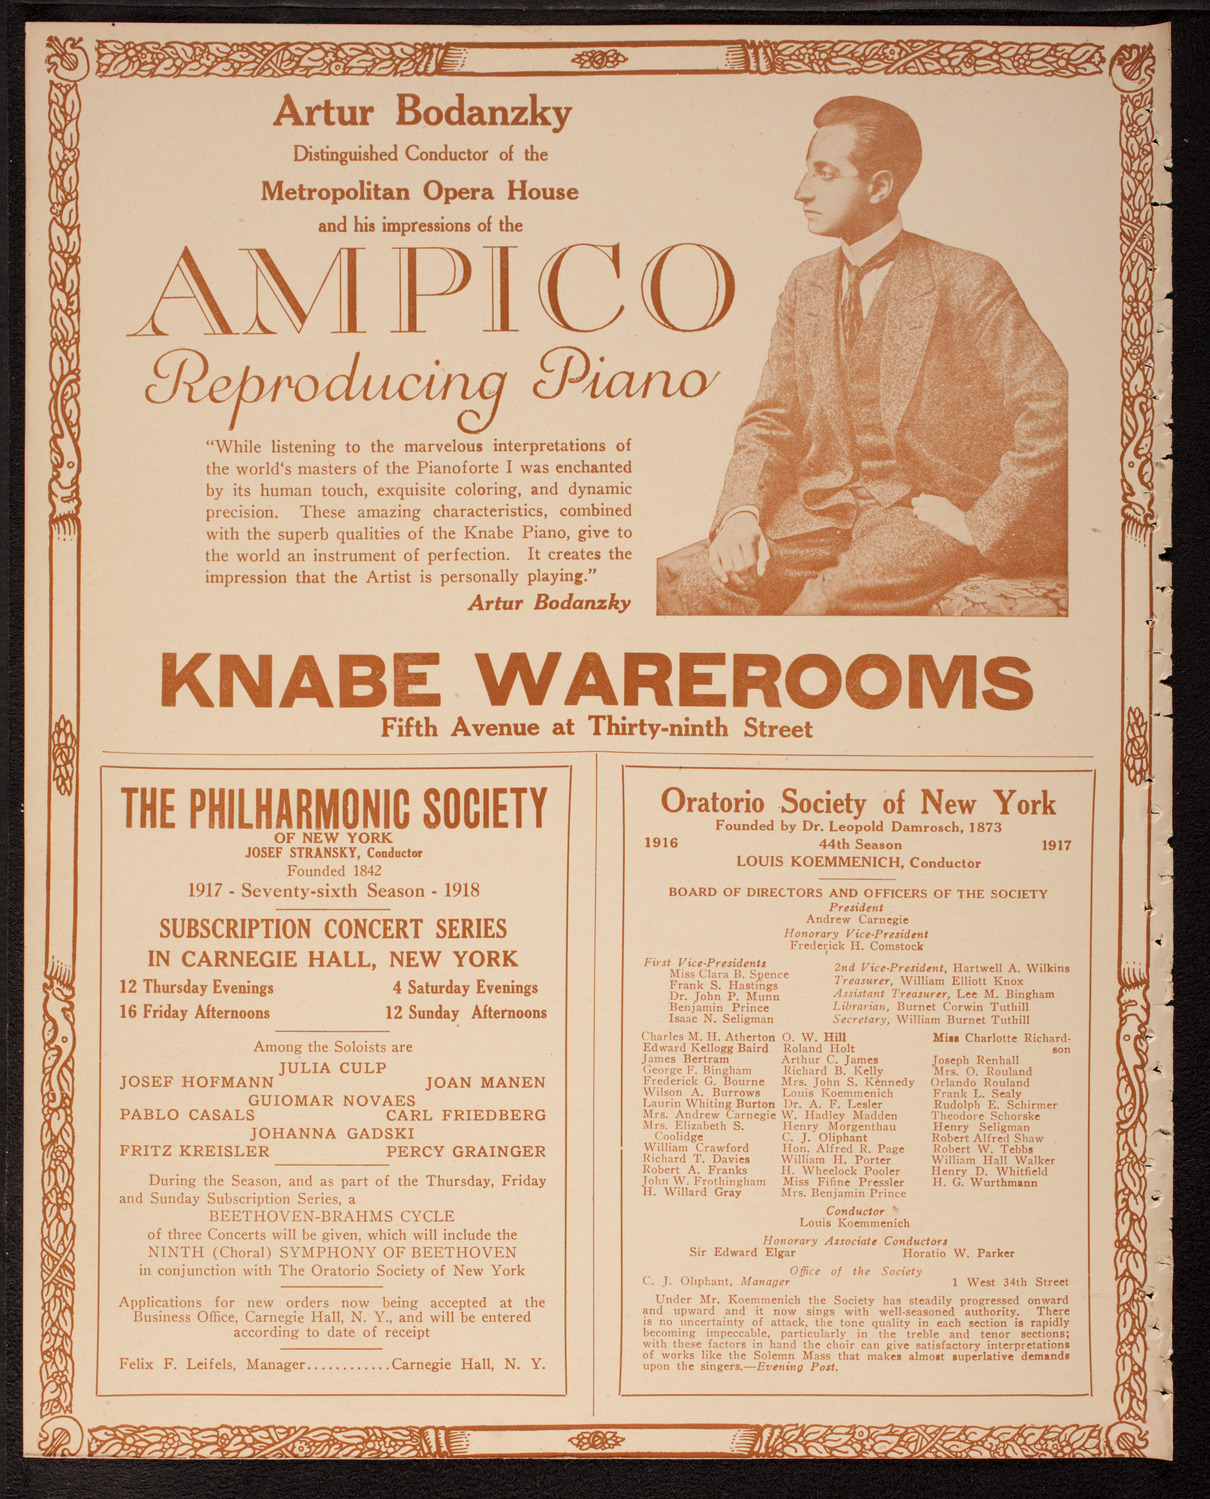 Artur Bodanzky
Distinguished Conductor of the
Metropolitan Opera House
and his impressions of the
AMPICO
Reproducing Piano
“While listening to the marvelous interpretations of
the world‘s masters of the Pianoforte I was enchanted
by its human touch, exquisite coloring, and dynamic
precision. These amazing characteristics, combined
with the superb qualities of the Knabe Piano, give to
the world an instrument of perfection. It creates the
impression that the Artist is personally playing.”
Artur Bodanzky
KNABE WAREROOMS
Fifth Avenue at Thirty-ninth Street
THE PHILHARMONIC SOCIETY
OF NEW YORK
JOSEF STRANSKY, Conductor
Founded 1842
1917 - Seventy-sixth Season - 1918
SUBSCRIPTION CONCERT SERIES
IN CARNEGIE HALL, NEW YORK
12 Thursday Evenings 4 Saturday Evenings
16 Friday Afternoons 12 Sunday Afternoons
Among the Soloists are
JULIA CULP
JOSEF HOFMANN JOAN MANEN
GUIOMAR NOVAES
PABLO CASALS CARL FRIEDBERG
JOHANNA GADSKI
FRITZ KREISLER PERCY GRAINGER
During the Season, and as part of the Thursday, Friday
and Sunday Subscription Series, a
BEETHOVEN-BRAHMS CYCLE
of three Concerts will be given, which will include the
NINTH (Choral) SYMPHONY OF BEETHOVEN
in conjunction with The Oratorio Society of New York
Applications for new orders now being accepted at the
Business Office, Carnegie Hall, N. Y., and will be entered
according to date of receipt
Felix F. Leifels, Manager............Carnegie Hall, N. Y.
Oratorio Society of New York
Founded by Dr. Leopold Damrosch, 1873
1916 44th Season 1917
LOUIS KOEMMENICH, Conductor
BOARD OF DIRECTORS AND OFFICERS OF THE SOCIETY
President
Andrew Carnegie
Honorary Vice-President
Frederick H. Comstock
First Vice-Presidents
Miss Clara B. Spence
Frank S. Hastings
Dr. John P. Munn
Benjamin Prince
Isaac N. Seligman
2nd Vice-President, Hartwell A. Wilkins
Treasurer, William Elliott Knox
Assistant Treasurer, Lee M. Bingham
Librarian, Burnet Corwin Tuthill
Secretary, William Burnet Tuthill
Charles M. H. Atherton
Edward Kellogg Baird
James Bertram
George F. Bingham
Frederick G. Bourne
Wilson A. Burrows
Laurin Whiting Burton
Mrs. Andrew Carnegie
Mrs. Elizabeth S.
Coolidge
William Crawford
Richard T. Davies
Robert A. Franks
John W. Frothingham
H. Willard Gray
O. W. Hill
Roland Holt
Arthur C. James
Richard B. Kelly
Mrs. John S. Kennedy
Louis Koemmenich
Dr. A. F. Lesler
W. Hadley Madden
Henry Morgenthau
C. J. Oliphant
Hon. Alfred R. Page
William H. Porter
H. Wheelock Pooler
Miss Fifine Pressler
Mrs. Benjamin Prince
Miss Charlotte Richard-
son
Joseph Renhall
Mrs. O. Rouland
Orlando Rouland
Frank L. Sealy
Rudolph E. Schirmer
Theodore Schorske
Henry Seligman
Robert Alfred Shaw
Robert W. Tebbs
William Hall Walker
Henry D. Whitfield
H. G. Wurthmann
Conductor
Louis Koemmenich
Honorary Associate Conductors
Sir Edward Elgar Horatio W. Parker
Office of the Society
C. J. Oliphant, Manager 1 West 34th Street
Under Mr. Koemmenich the Society has steadily progressed onward
and upward and it now sings with well-seasoned authority. There
is no uncertainty of attack, the tone quality in each section is rapidly
becoming impeccable, particularly in the treble and tenor sections;
with these factors in hand the choir can give satisfactory interpretations
of works like the Solemn Mass that makes almost superlative demands
upon the singers.—Evening Post.